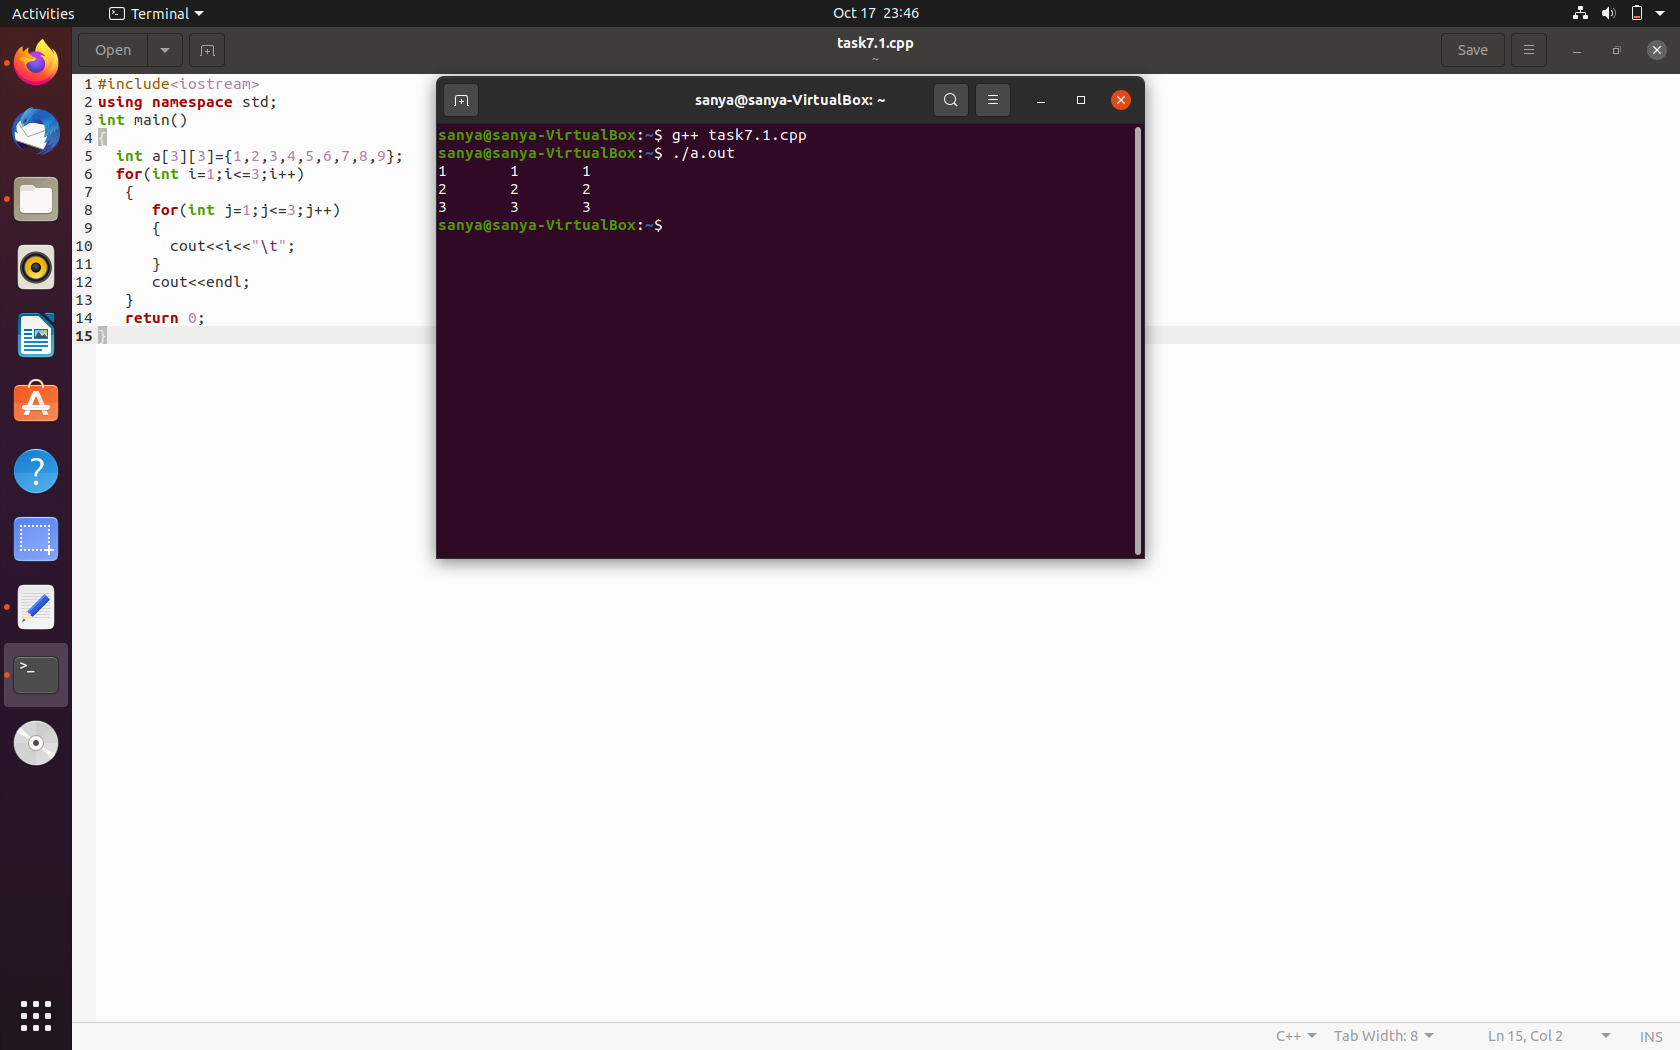 Activities Terminal Oct 17 23:46
Open task7.1.cpp Save
~
1 #include<iostream>
2 using namespace std;
3 int main()
4 {
5   int a[3][3]={1,2,3,4,5,6,7,8,9};
6   for(int i=1;i<=3;i++)
7    {
8       for(int j=1;j<=3;j++)
9       {
10         cout<<i<<"\t";
11       }
12       cout<<endl;
13    }
14    return 0;
15 }
sanya@sanya-VirtualBox: ~
sanya@sanya-VirtualBox:~$ g++ task7.1.cpp
sanya@sanya-VirtualBox:~$ ./a.out
1       1       1
2       2       2
3       3       3
sanya@sanya-VirtualBox:~$
C++ Tab Width: 8 Ln 15, Col 2 INS